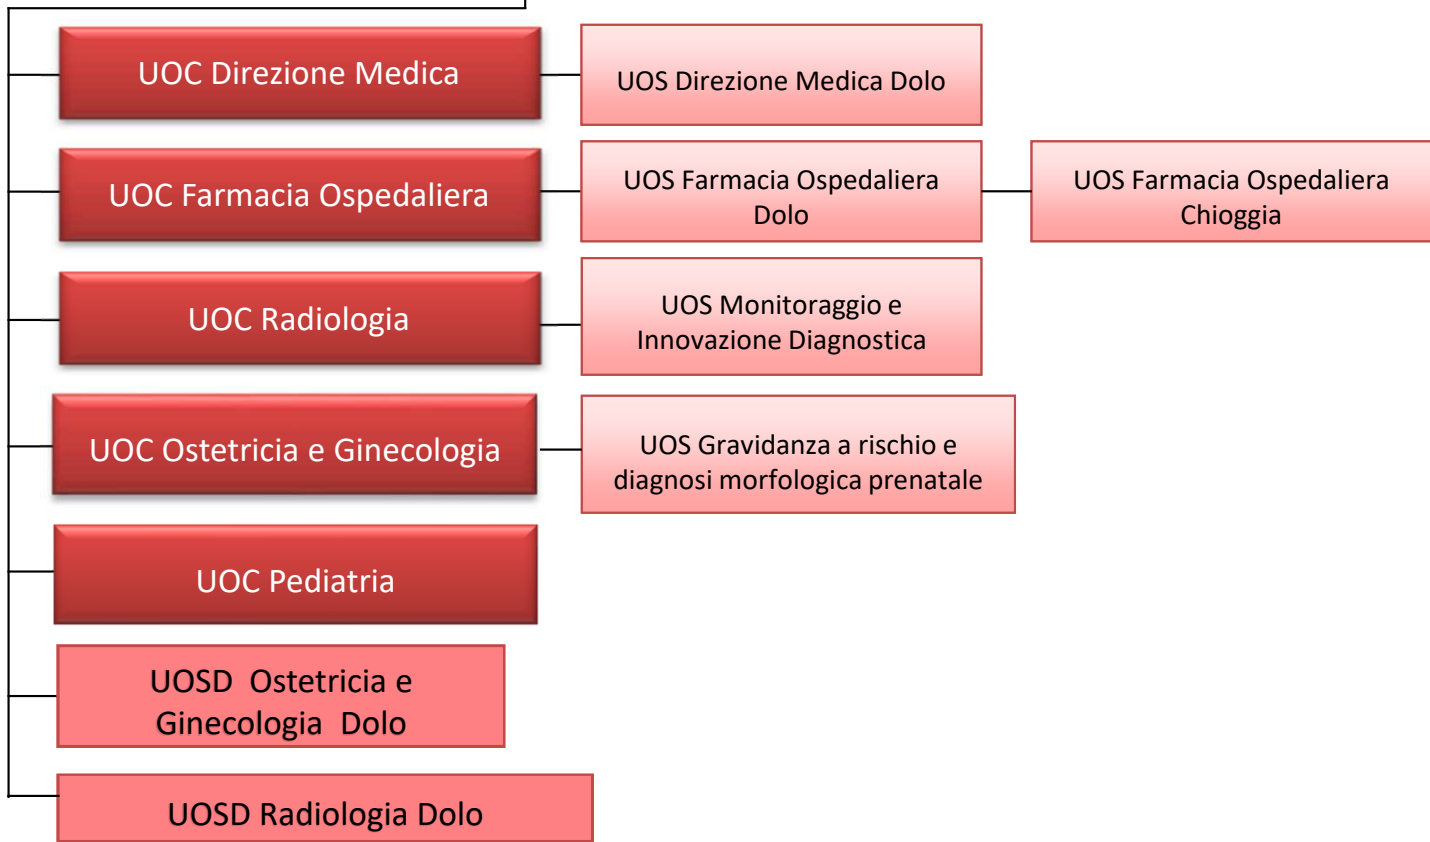 UOC Direzione Medica
UOS Direzione Medica Dolo
UOC Farmacia Ospedaliera
UOS Farmacia Ospedaliera
Dolo
UOS Farmacia Ospedaliera
Chioggia
UOC Radiologia
UOS Monitoraggio e
Innovazione Diagnostica
UOC Ostetricia e Ginecologia
UOS Gravidanza a rischio e
diagnosi morfologica prenatale
UOC Pediatria
UOSD Ostetricia e
Ginecologia Dolo
UOSD Radiologia Dolo